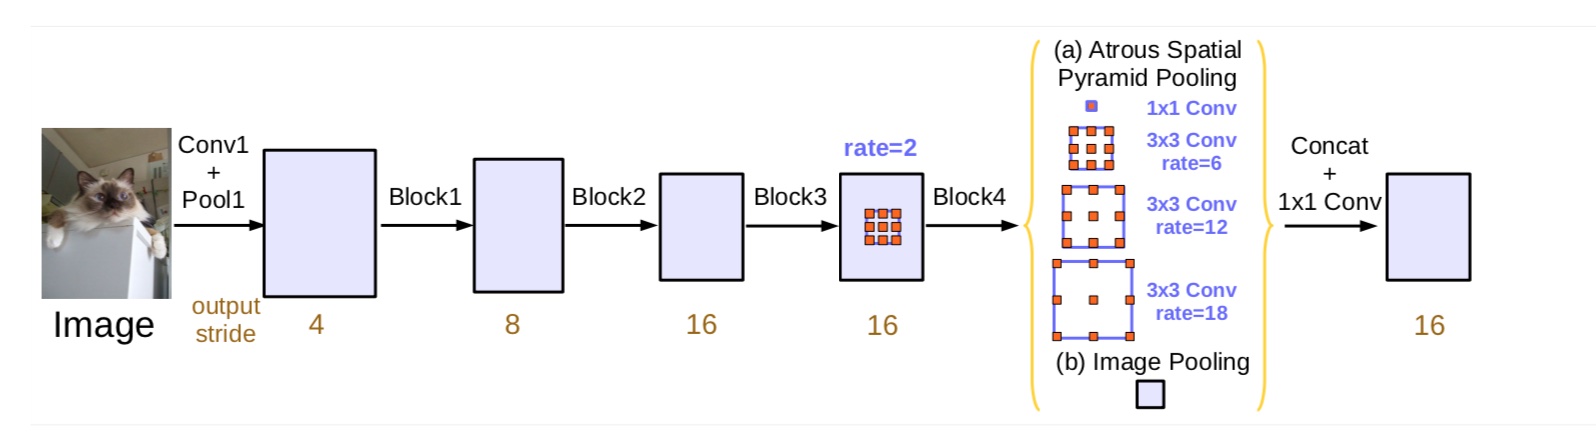 Image
output
stride
Conv1
+
Pool1
4
Block1
8
Block2
16
Block3
rate=2
16
Block4
(a) Atrous Spatial
Pyramid Pooling
1x1 Conv
3x3 Conv
rate=6
3x3 Conv
rate=12
3x3 Conv
rate=18
(b) Image Pooling
Concat
+
1x1 Conv
16